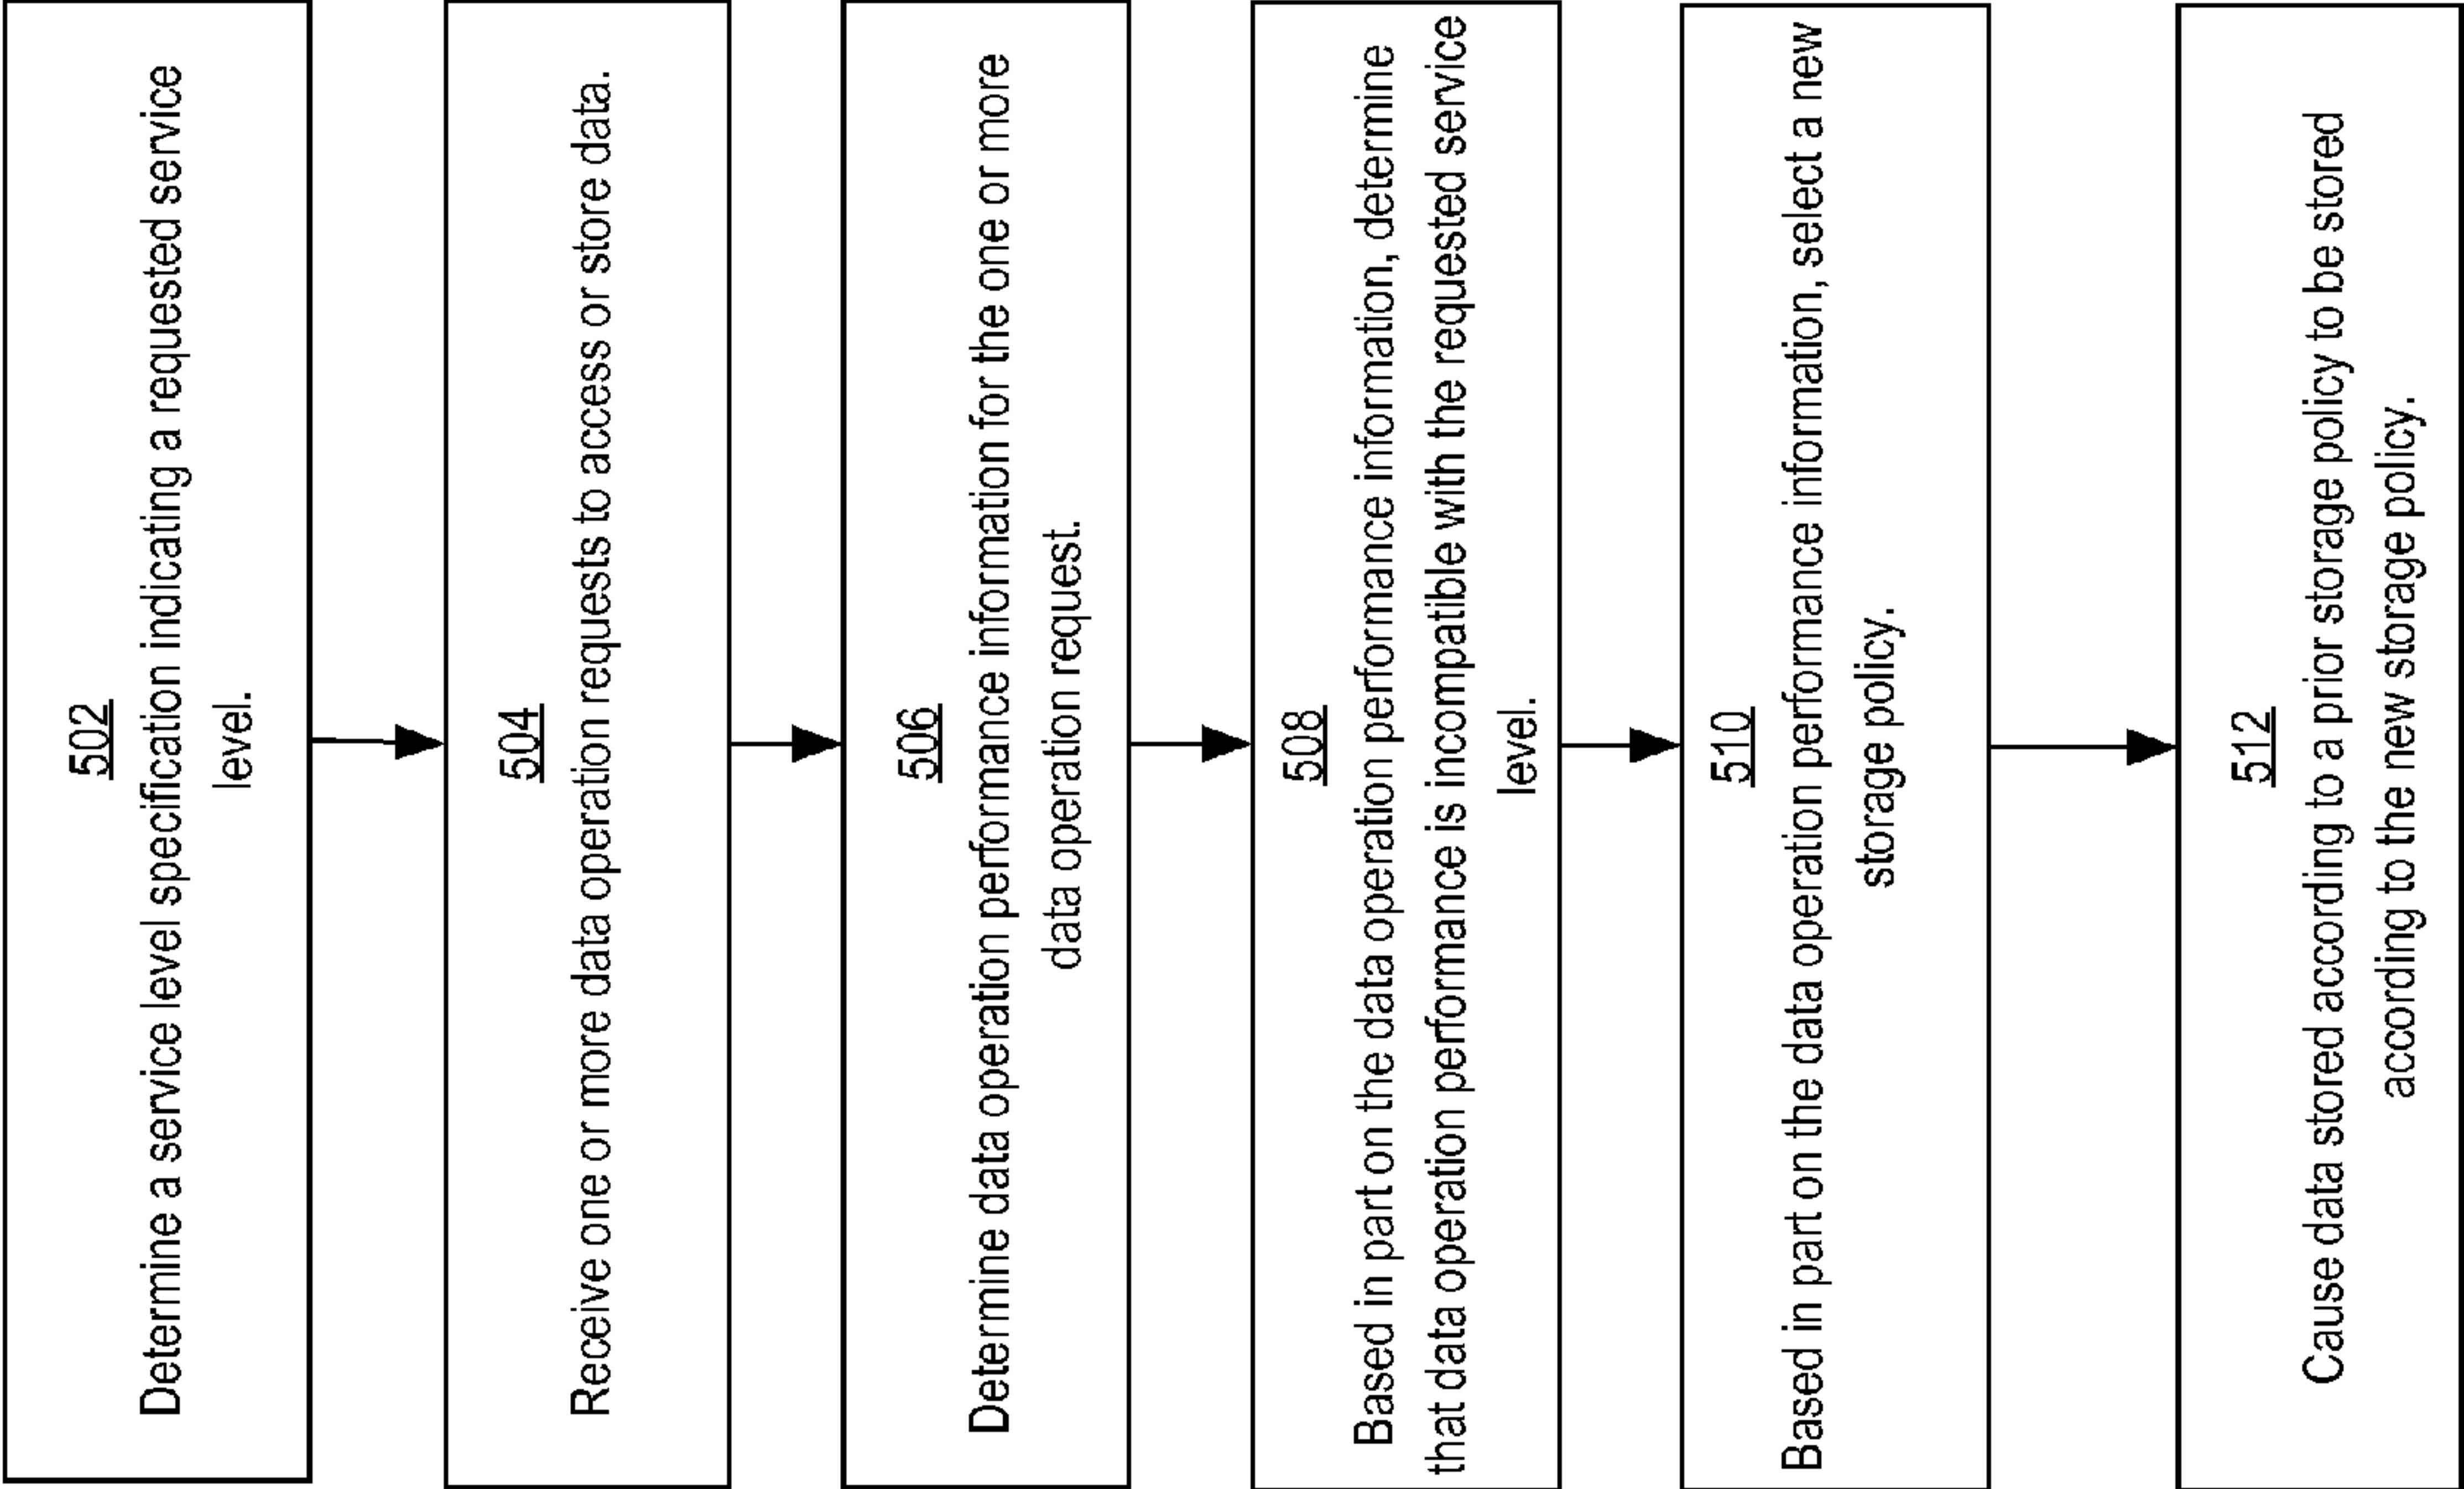 502
Determine a service level specification indicating a requested service
level.
504
Receive one or more data operation requests to access or store data.
506
Determine data operation performance information for the one or more
data operation request.
508
Based in part on the data operation performance information, determine
that data operation performance is incompatible with the requested service
level.
510
Based in part on the data operation performance information, select a new
storage policy.
512
Cause data stored according to a prior storage policy to be stored
according to the new storage policy.